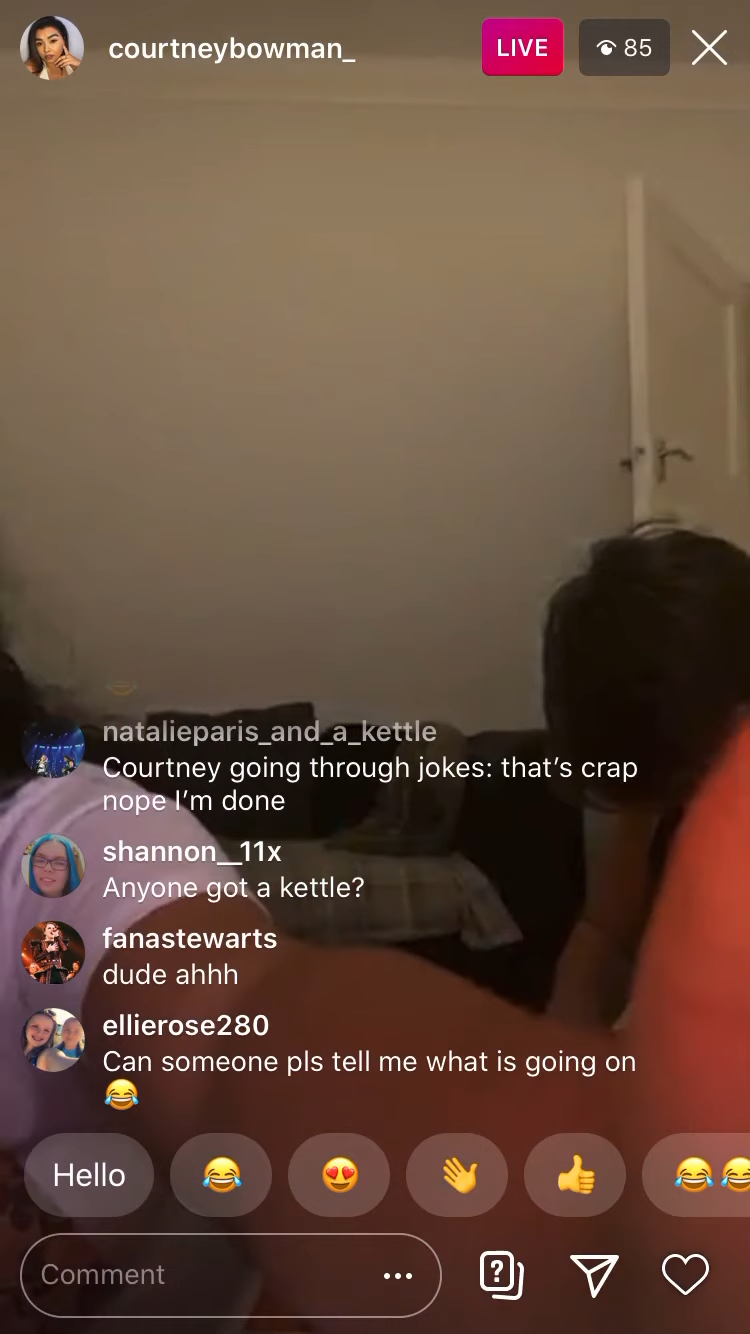 courtneybowman_
LIVE
85
natalieparis_and_a_kettle
Courtney going through jokes: that’s crap
nope I’m done
shannon__11x
Anyone got a kettle?
fanastewarts
dude ahhh
ellierose280
Can someone pls tell me what is going on
😂
Hello 😂 😍 👋 👍 😂😂
Comment